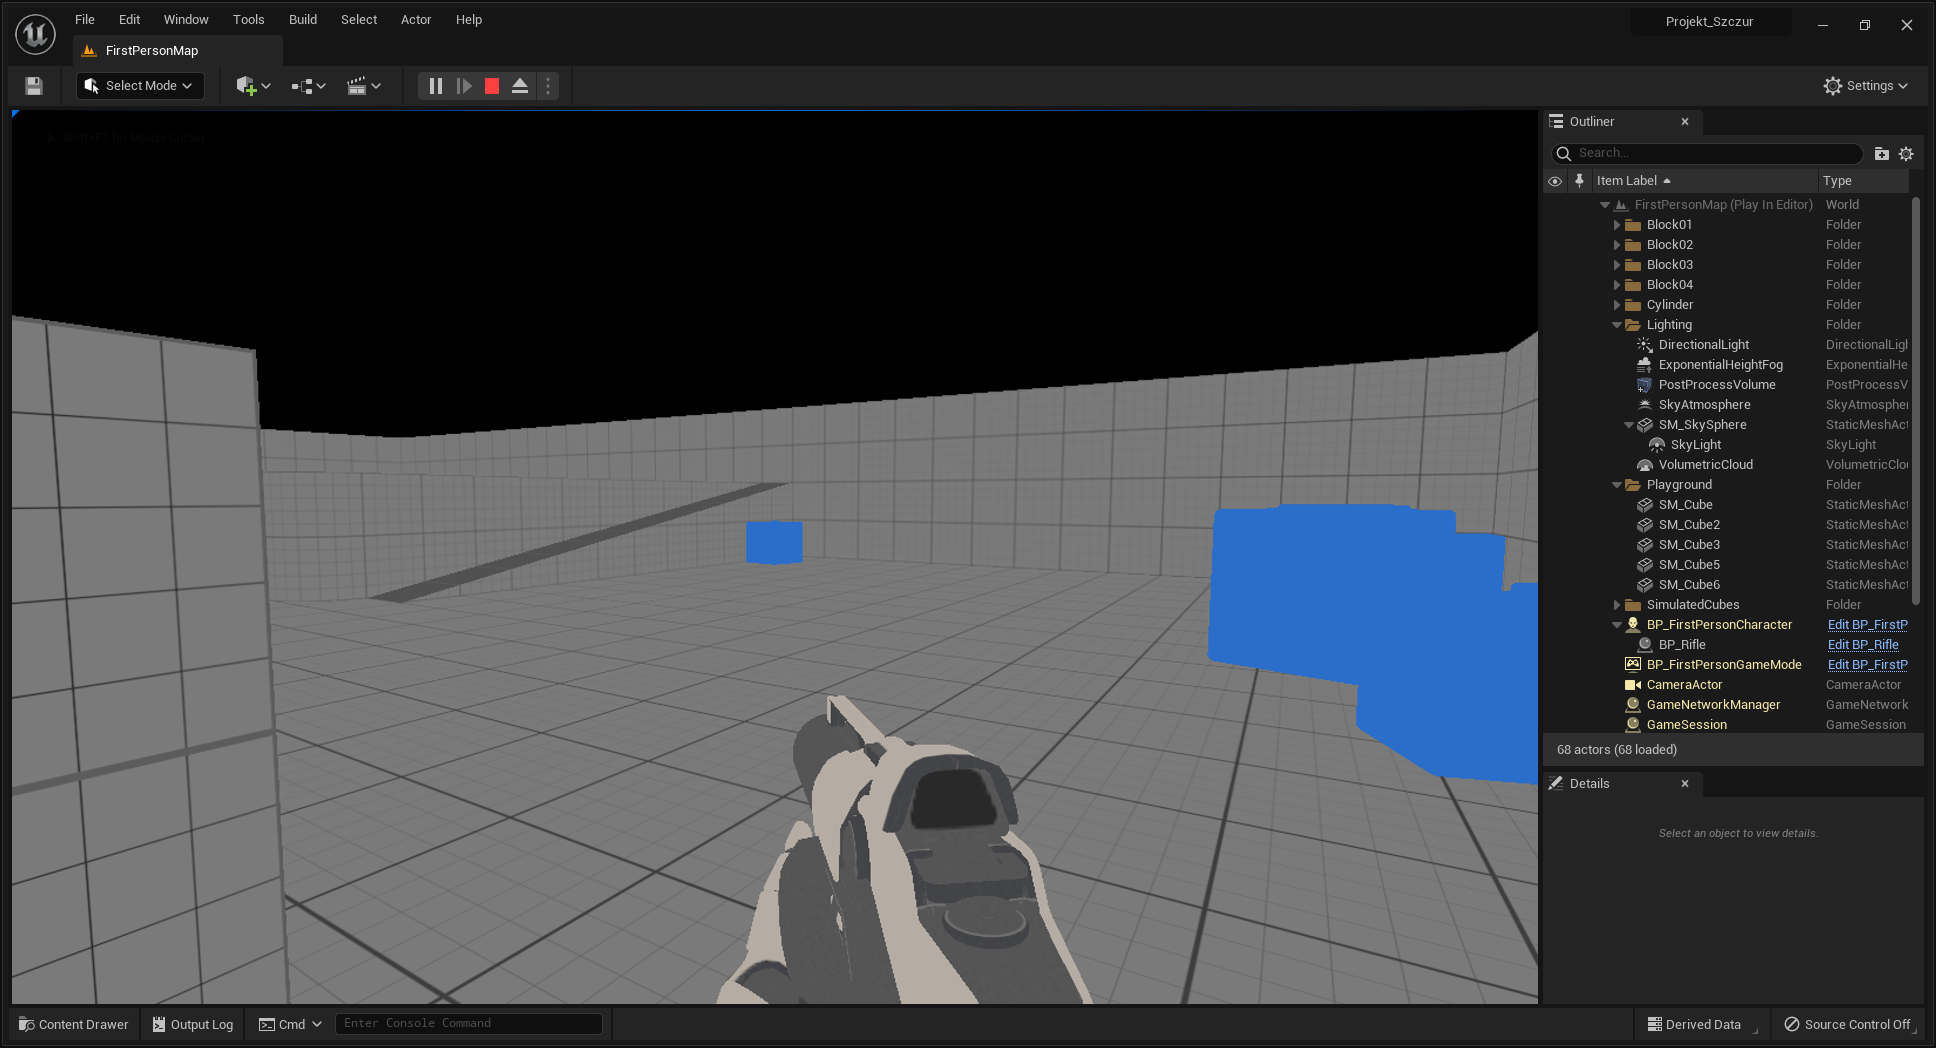 File Edit Window Tools Build Select Actor Help
Projekt_Szczur
FirstPersonMap
Select Mode
Settings
Shift+F1 for Mouse Cursor
Outliner
Search...
Item Label Type
FirstPersonMap (Play In Editor) World
Block01 Folder
Block02 Folder
Block03 Folder
Block04 Folder
Cylinder Folder
Lighting Folder
DirectionalLight DirectionalLigh
ExponentialHeightFog ExponentialHe
PostProcessVolume PostProcessV
SkyAtmosphere SkyAtmospher
SM_SkySphere StaticMeshAct
SkyLight SkyLight
VolumetricCloud VolumetricClou
Playground Folder
SM_Cube StaticMeshAct
SM_Cube2 StaticMeshAct
SM_Cube3 StaticMeshAct
SM_Cube5 StaticMeshAct
SM_Cube6 StaticMeshAct
SimulatedCubes Folder
BP_FirstPersonCharacter Edit BP_FirstP
BP_Rifle Edit BP_Rifle
BP_FirstPersonGameMode Edit BP_FirstP
CameraActor CameraActor
GameNetworkManager GameNetwork
GameSession GameSession
68 actors (68 loaded)
Details
Select an object to view details.
Content Drawer Output Log Cmd Enter Console Command Derived Data Source Control Off